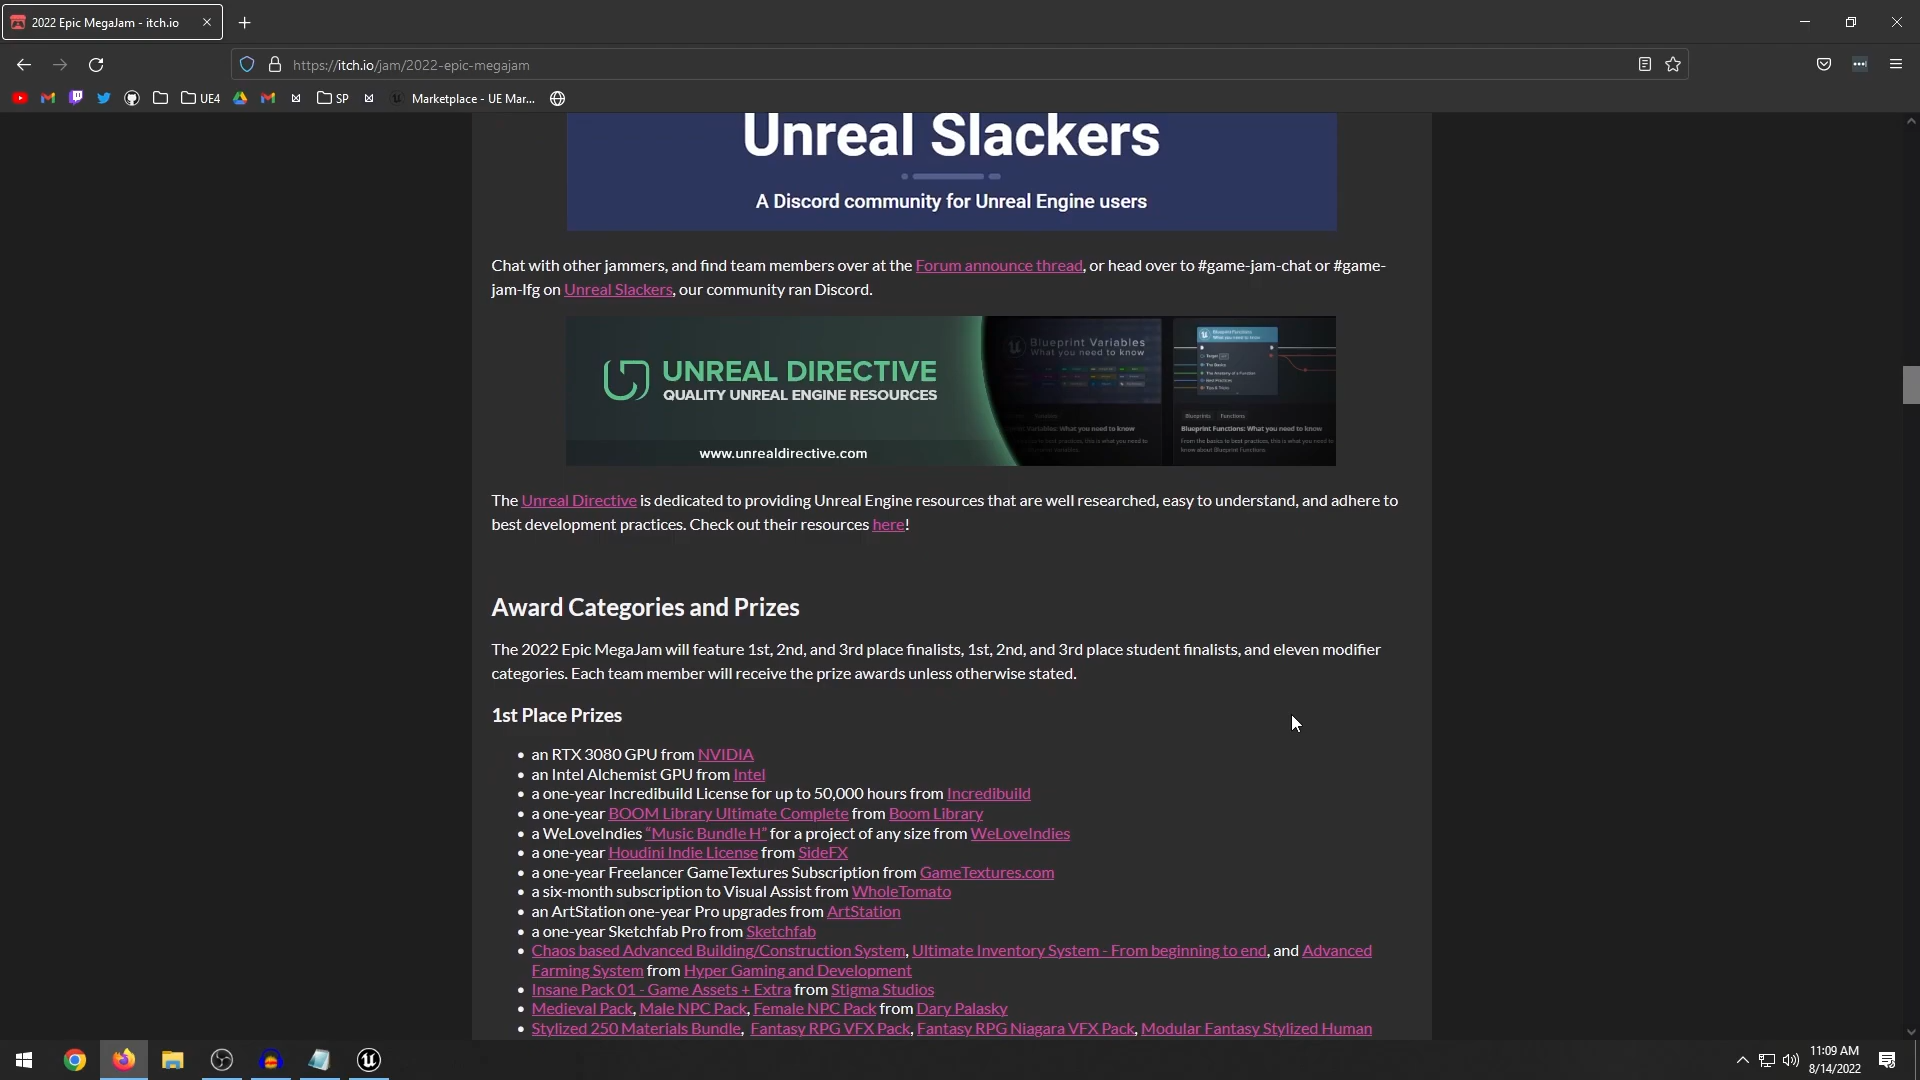 2022 Epic MegaJam - itch.io
https://itch.io/jam/2022-epic-megajam
UE4
SP
Marketplace - UE Mar...
Unreal Slackers
A Discord community for Unreal Engine users
Chat with other jammers, and find team members over at the Forum announce thread, or head over to #game-jam-chat or #game-
jam-lfg on Unreal Slackers, our community ran Discord.
UNREAL DIRECTIVE
QUALITY UNREAL ENGINE RESOURCES
www.unrealdirective.com
Blueprint Variables
What you need to know
Blueprint Functions: What you need to know
The Unreal Directive is dedicated to providing Unreal Engine resources that are well researched, easy to understand, and adhere to
best development practices. Check out their resources here!
Award Categories and Prizes
The 2022 Epic MegaJam will feature 1st, 2nd, and 3rd place finalists, 1st, 2nd, and 3rd place student finalists, and eleven modifier
categories. Each team member will receive the prize awards unless otherwise stated.
1st Place Prizes
• an RTX 3080 GPU from NVIDIA
• an Intel Alchemist GPU from Intel
• a one-year Incredibuild License for up to 50,000 hours from Incredibuild
• a one-year BOOM Library Ultimate Complete from Boom Library
• a WeLoveIndies “Music Bundle H” for a project of any size from WeLoveIndies
• a one-year Houdini Indie License from SideFX
• a one-year Freelancer GameTextures Subscription from GameTextures.com
• a six-month subscription to Visual Assist from WholeTomato
• an ArtStation one-year Pro upgrades from ArtStation
• a one-year Sketchfab Pro from Sketchfab
• Chaos based Advanced Building/Construction System, Ultimate Inventory System - From beginning to end, and Advanced
Farming System from Hyper Gaming and Development
• Insane Pack 01 - Game Assets + Extra from Stigma Studios
• Medieval Pack, Male NPC Pack, Female NPC Pack from Dary Palasky
• Stylized 250 Materials Bundle, Fantasy RPG VFX Pack, Fantasy RPG Niagara VFX Pack, Modular Fantasy Stylized Human
11:09 AM
8/14/2022